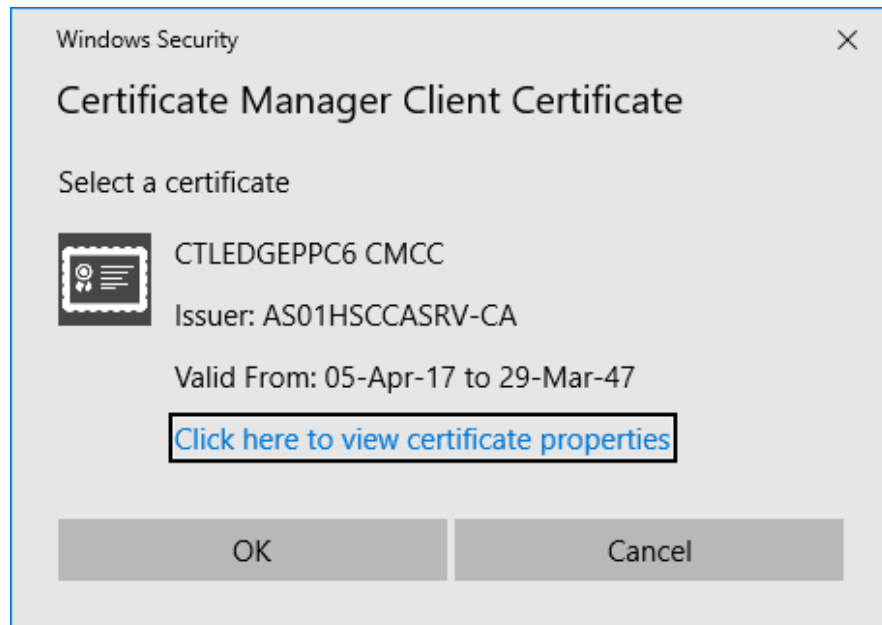 Windows Security
Certificate Manager Client Certificate
Select a certificate
CTLEDGEPPC6 CMCC
Issuer: AS01HSCCASRV-CA
Valid From: 05-Apr-17 to 29-Mar-47
Click here to view certificate properties
OK
Cancel